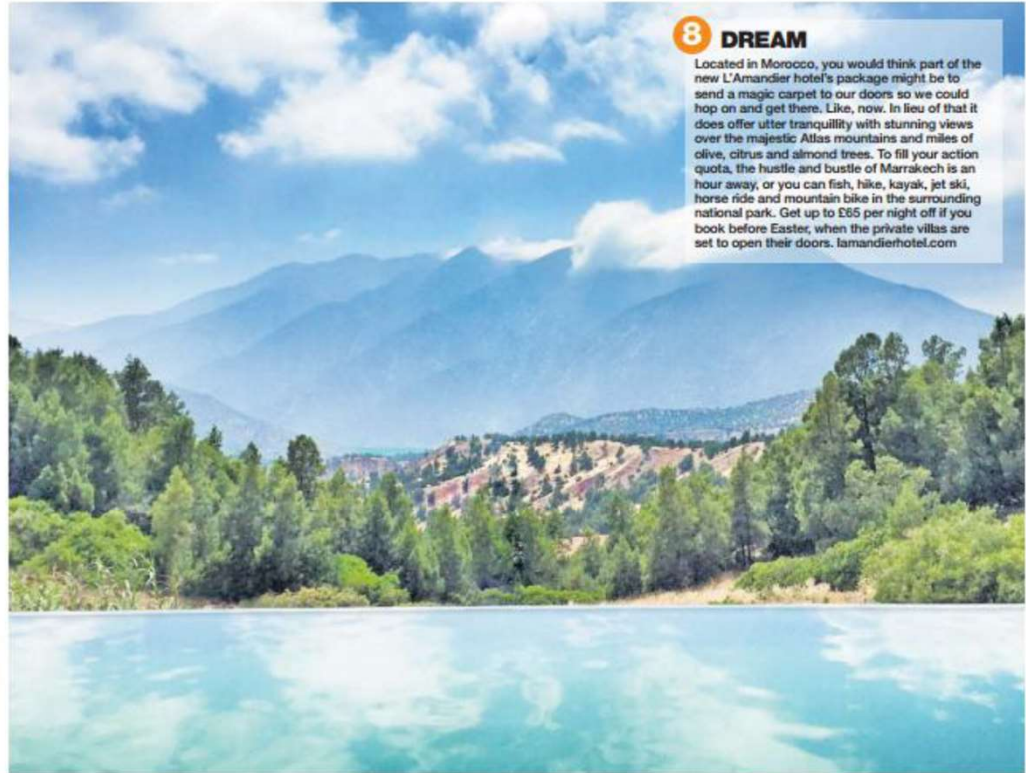 8 DREAM
Located in Morocco, you would think part of the
new L'Amandier hotel's package might be to
send a magic carpet to our doors so we could
hop on and get there. Like, now. In lieu of that it
does offer utter tranquillity with stunning views
over the majestic Atlas mountains and miles of
olive, citrus and almond trees. To fill your action
quota, the hustle and bustle of Marrakech is an
hour away, or you can fish, hike, kayak, jet ski,
horse ride and mountain bike in the surrounding
national park. Get up to £65 per night off if you
book before Easter, when the private villas are
set to open their doors. lamandierhotel.com